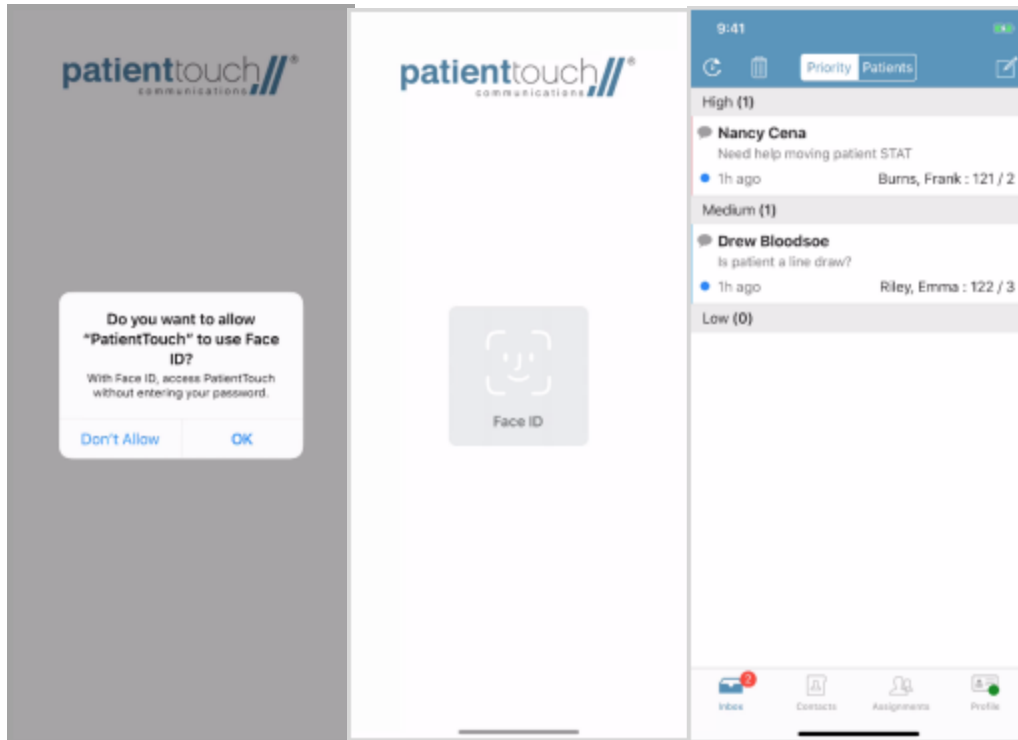 patienttouch®
communications
Do you want to allow
“PatientTouch” to use Face
ID?
With Face ID, access PatientTouch
without entering your password.
Don't Allow
OK
patienttouch®
communications
Face ID
9:41
Priority
Patients
High (1)
Nancy Cena
Need help moving patient STAT
1h ago
Burns, Frank : 121 / 2
Medium (1)
Drew Bloodsoe
Is patient a line draw?
1h ago
Riley, Emma : 122 / 3
Low (0)
2
Inbox
Contacts
Assignments
Profile